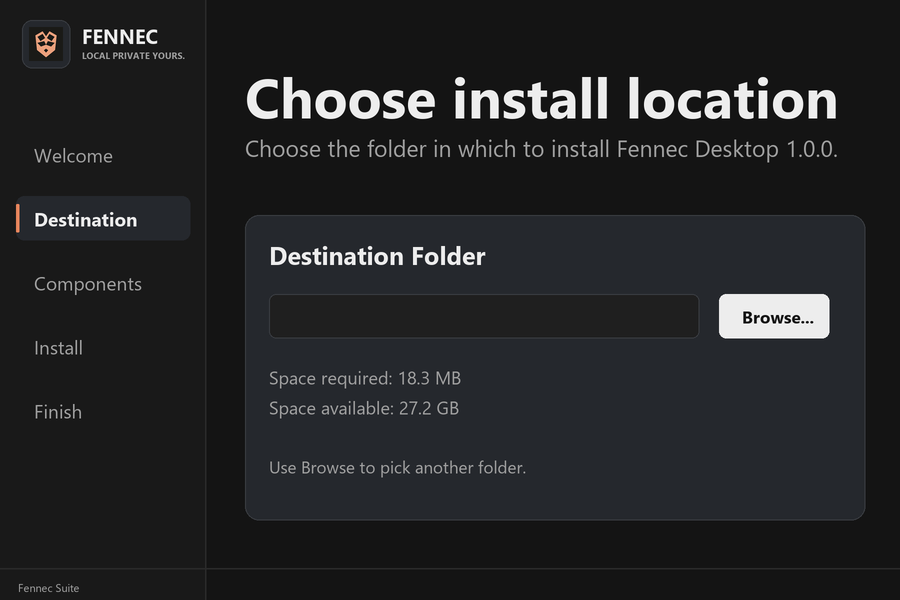 FENNEC
LOCAL PRIVATE YOURS.
Welcome
Destination
Components
Install
Finish
Fennec Suite
Choose install location
Choose the folder in which to install Fennec Desktop 1.0.0.
Destination Folder
Browse...
Space required: 18.3 MB
Space available: 27.2 GB
Use Browse to pick another folder.